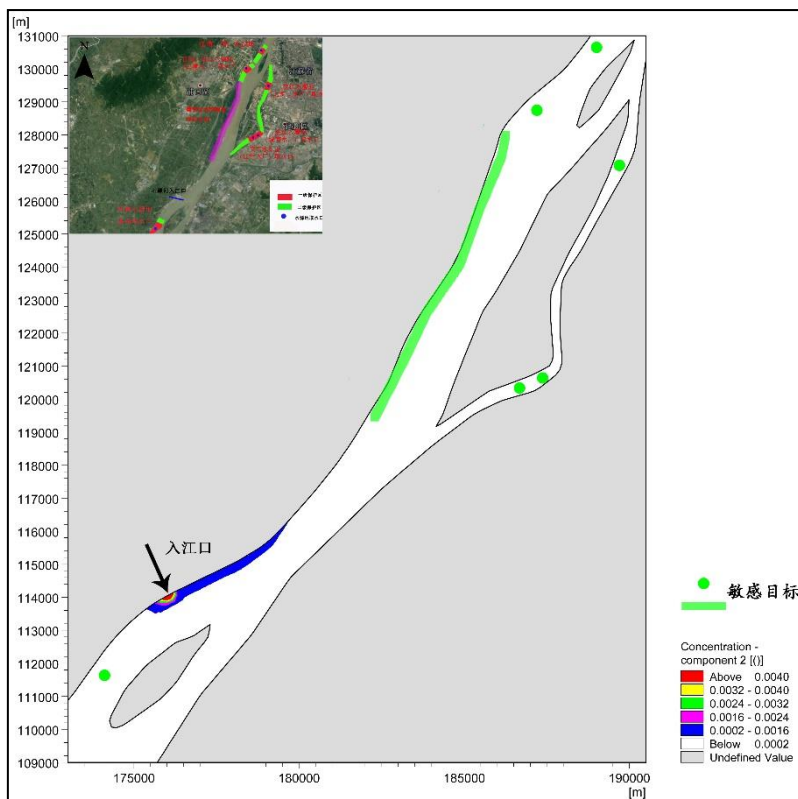 [m]
131000
130000
129000
128000
127000
126000
125000
124000
123000
122000
121000
120000
119000
118000
117000
116000
115000
114000
113000
112000
111000
110000
109000
N
入江口
敏感目标
Concentration -
component 2 [()]
Above 0.0040
0.0032 - 0.0040
0.0024 - 0.0032
0.0016 - 0.0024
0.0002 - 0.0016
Below 0.0002
Undefined Value
175000 180000 185000 190000
[m]